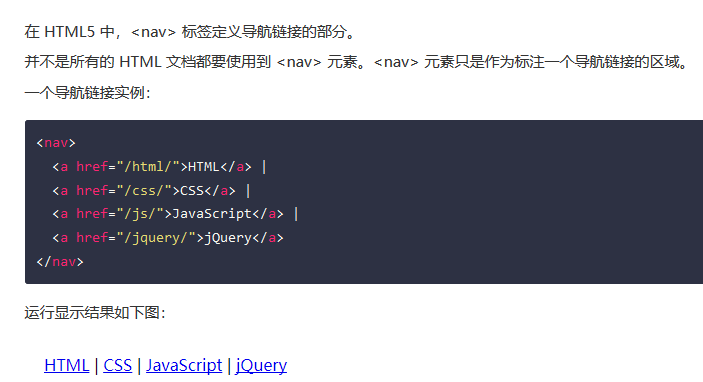 在 HTML5 中，<nav> 标签定义导航链接的部分。
并不是所有的 HTML 文档都要使用到 <nav> 元素。<nav> 元素只是作为标注一个导航链接的区域。
一个导航链接实例：
<nav>
  <a href="/html/">HTML</a> |
  <a href="/css/">CSS</a> |
  <a href="/js/">JavaScript</a> |
  <a href="/jquery/">jQuery</a>
</nav>
运行显示结果如下图：
HTML | CSS | JavaScript | jQuery